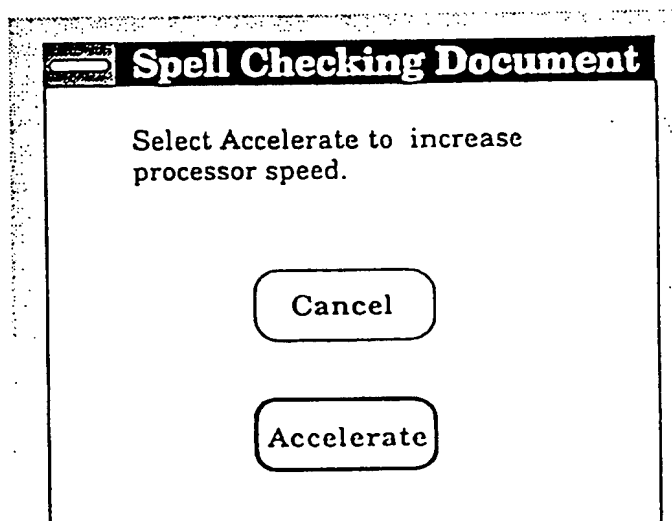 Spell Checking Document
Select Accelerate to increase
processor speed.
Cancel
Accelerate